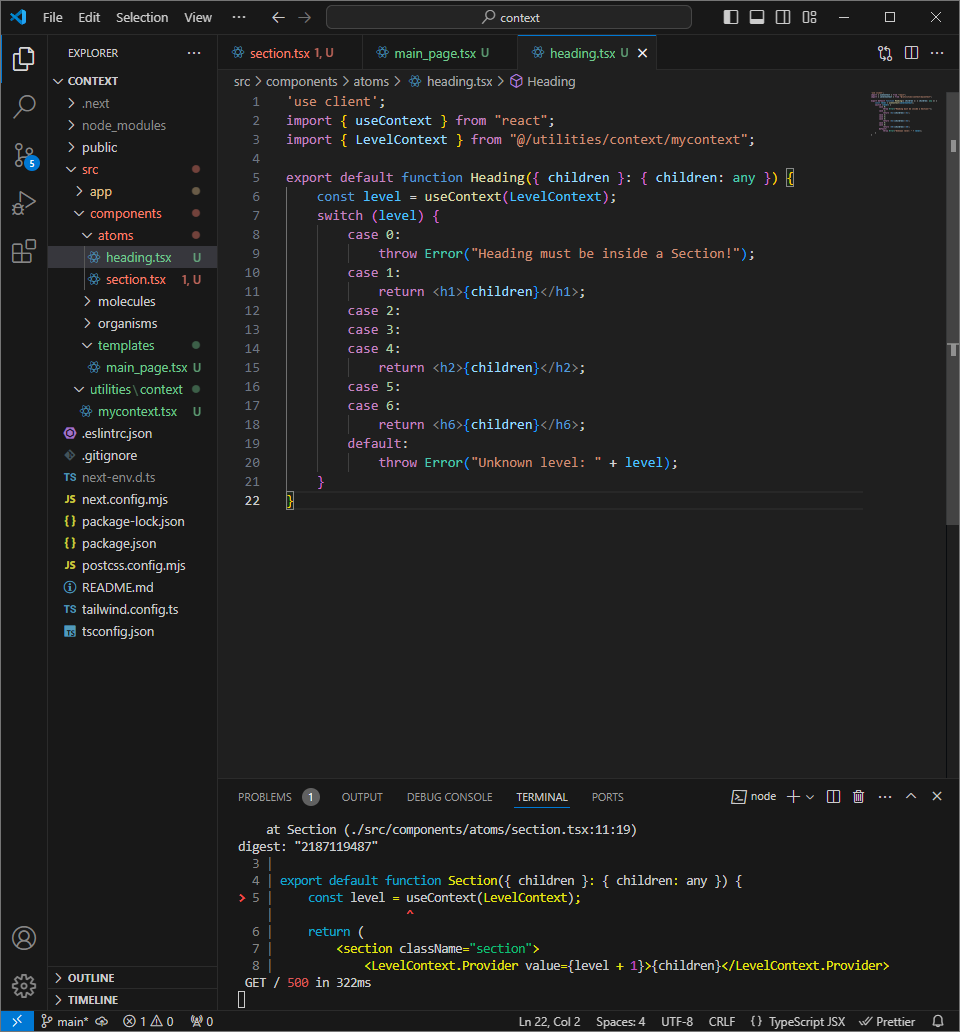 File Edit Selection View ··· context
EXPLORER ···
CONTEXT
.next
node_modules
public
src
app
components
atoms
heading.tsx U
section.tsx 1, U
molecules
organisms
templates
main_page.tsx U
utilities\context
mycontext.tsx U
.eslintrc.json
.gitignore
TS next-env.d.ts
JS next.config.mjs
{} package-lock.json
{} package.json
JS postcss.config.mjs
README.md
TS tailwind.config.ts
TS tsconfig.json
OUTLINE
TIMELINE
5
section.tsx 1, U main_page.tsx U heading.tsx U
src > components > atoms > heading.tsx > Heading
1 'use client';
2 import { useContext } from "react";
3 import { LevelContext } from "@/utilities/context/mycontext";
4
5 export default function Heading({ children }: { children: any }) {
6 const level = useContext(LevelContext);
7 switch (level) {
8 case 0:
9 throw Error("Heading must be inside a Section!");
10 case 1:
11 return <h1>{children}</h1>;
12 case 2:
13 case 3:
14 case 4:
15 return <h2>{children}</h2>;
16 case 5:
17 case 6:
18 return <h6>{children}</h6>;
19 default:
20 throw Error("Unknown level: " + level);
21 }
22 }
PROBLEMS 1 OUTPUT DEBUG CONSOLE TERMINAL PORTS node
at Section (./src/components/atoms/section.tsx:11:19)
digest: "2187119487"
3 |
4 | export default function Section({ children }: { children: any }) {
> 5 | const level = useContext(LevelContext);
| ^
6 | return (
7 | <section className="section">
8 | <LevelContext.Provider value={level + 1}>{children}</LevelContext.Provider>
GET / 500 in 322ms
main* 1 0 0 Ln 22, Col 2 Spaces: 4 UTF-8 CRLF {} TypeScript JSX Prettier